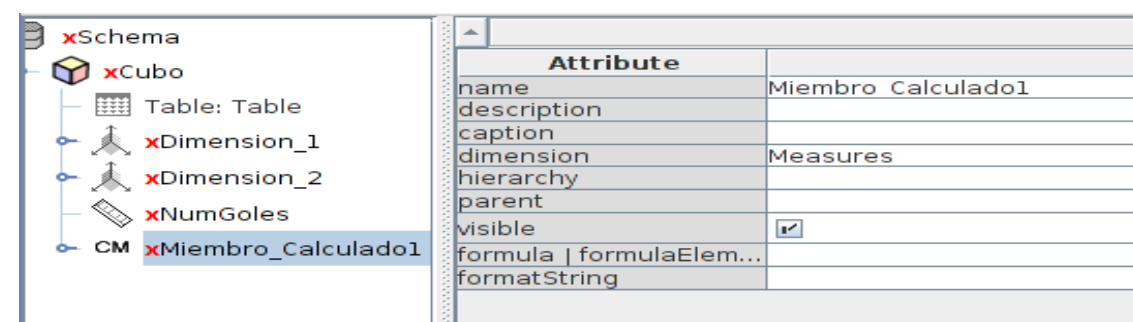 xSchema
xCubo
Table: Table
xDimension_1
xDimension_2
xNumGoles
CM xMiembro_Calculado1
Attribute
name Miembro_Calculado1
description
caption
dimension Measures
hierarchy
parent
visible
formula | formulaElem...
formatString